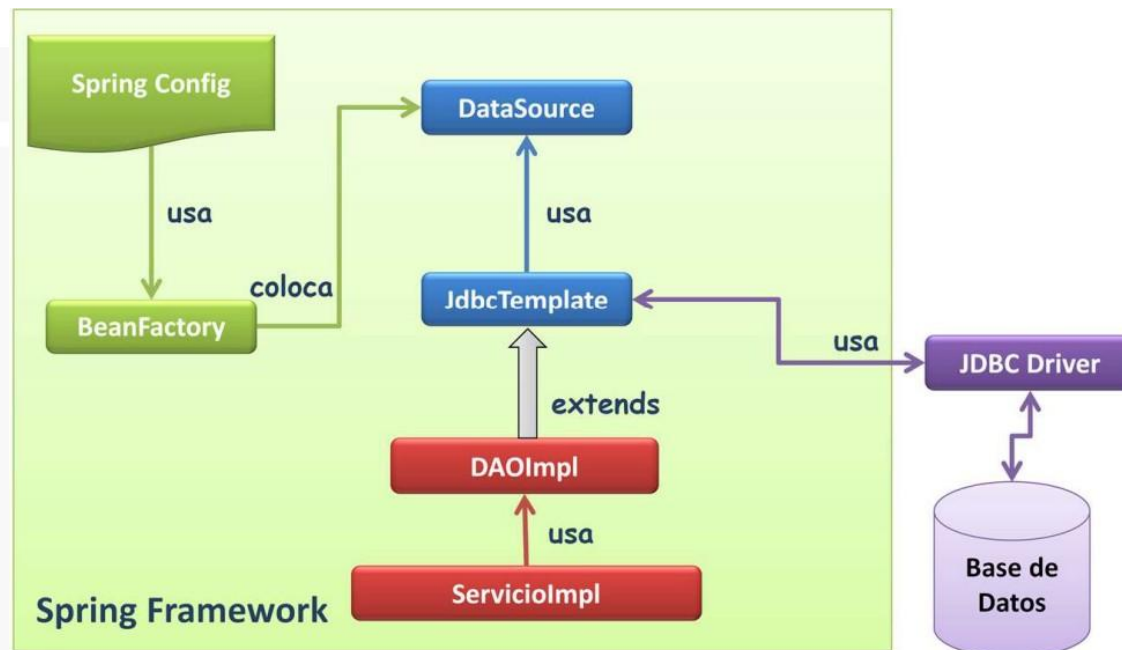 Spring Config
DataSource
usa
usa
coloca
BeanFactory
JdbcTemplate
usa
JDBC Driver
extends
DAOImpl
usa
ServicioImpl
Spring Framework
Base de
Datos